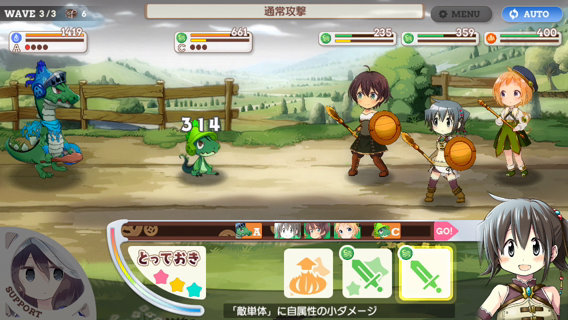 WAVE 3/3
6
通常攻撃
MENU
AUTO
1419
A
661
C
235
359
400
314
A
C
GO!
とっておき
SUPPORT
「敵単体」に自属性の小ダメージ